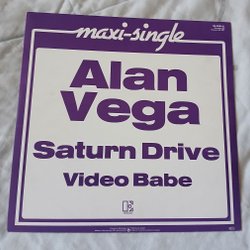 maxi-single
Alan
Vega
Saturn Drive
Video Babe